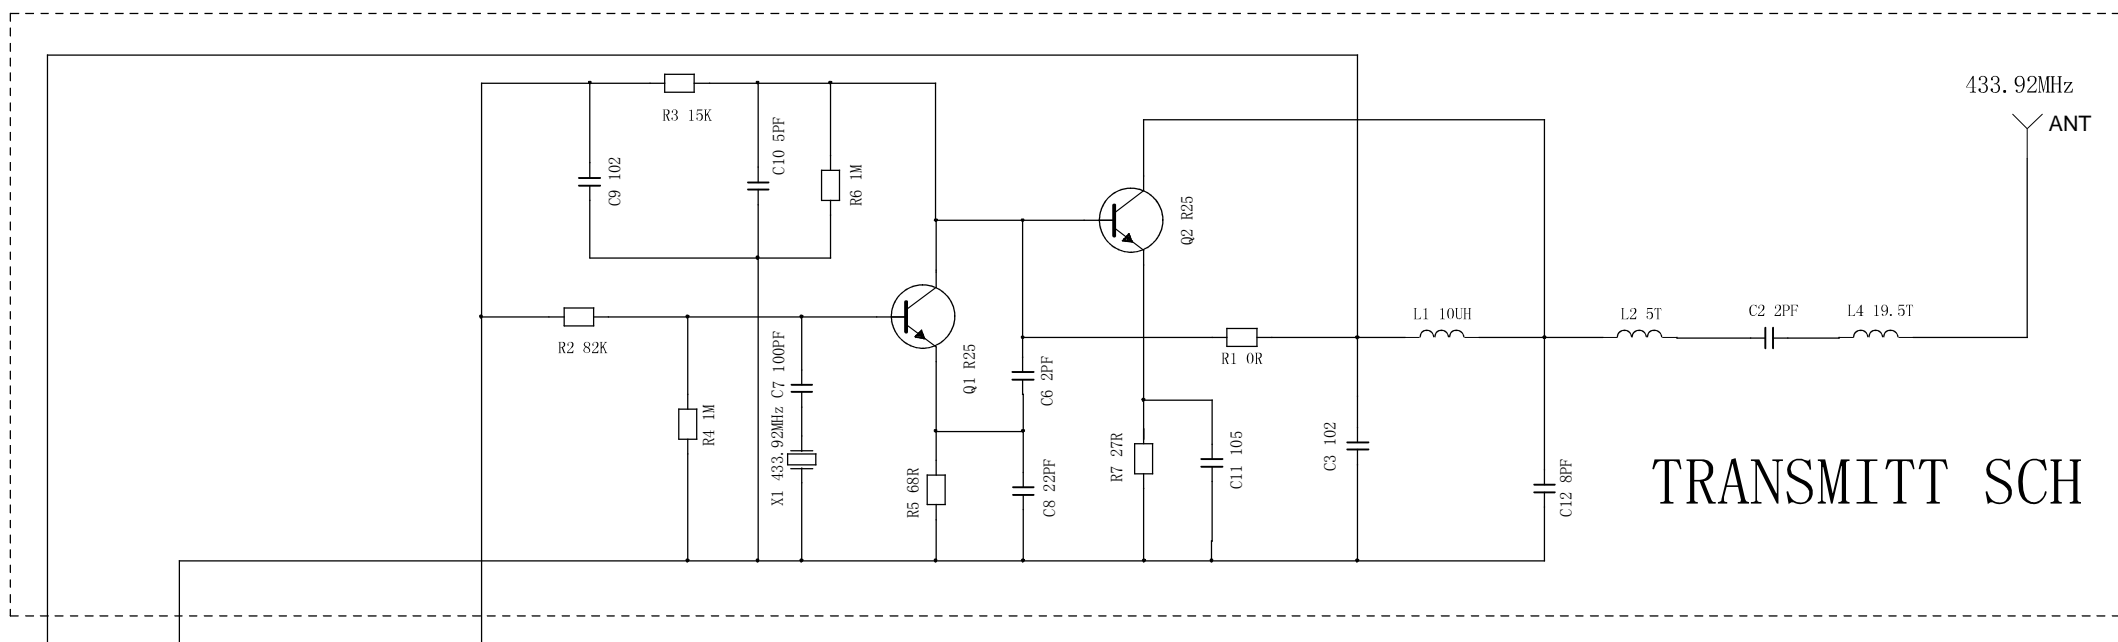 433.92MHz
ANT
R3 15K
C9 102
C10 5PF
R6 1M
Q2 R25
R2 82K
Q1 R25
L1 10UH
L2 5T
C2 2PF
L4 19.5T
R1 0R
C7 100PF
X1 433.92MHz
R4 1M
C6 2PF
R5 68R
C8 22PF
R7 27R
C11 105
C3 102
C12 8PF
TRANSMITT SCH